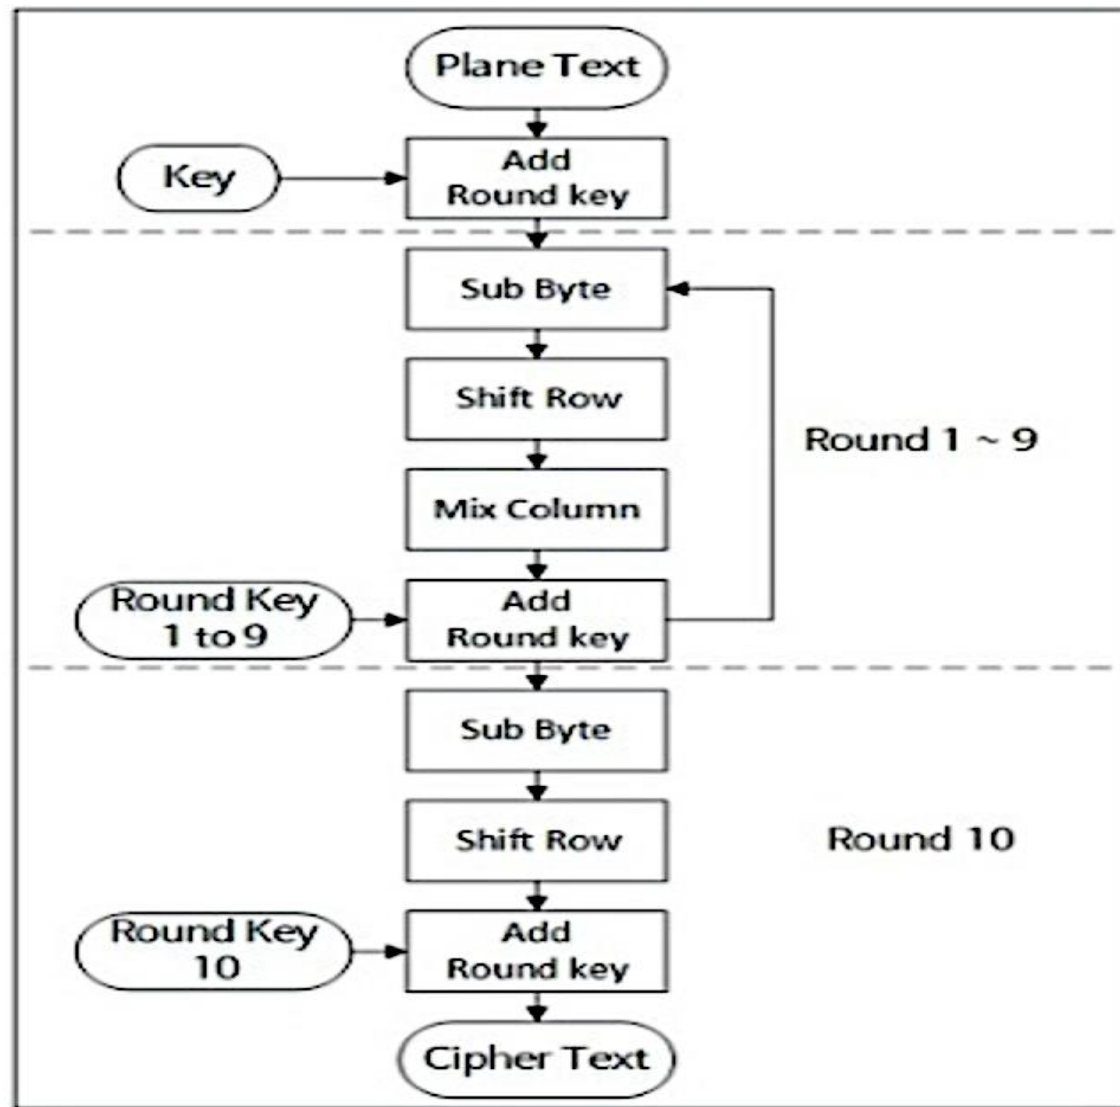 Plane Text
Key
Add
Round key
Sub Byte
Shift Row
Round 1 ~ 9
Mix Column
Round Key
1 to 9
Add
Round key
Sub Byte
Shift Row
Round 10
Round Key
10
Add
Round key
Cipher Text